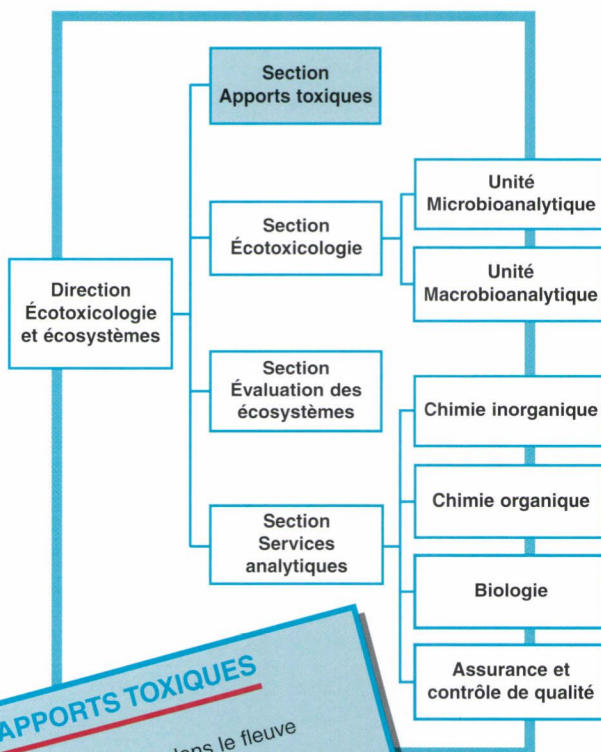 Section
Apports toxiques
Unité
Microbioanalytique
Section
Écotoxicologie
Unité
Macrobioanalytique
Direction
Écotoxicologie
et écosystèmes
Section
Évaluation des
écosystèmes
Chimie inorganique
Chimie organique
Section
Services
analytiques
Biologie
Assurance et
contrôle de qualité
APPORTS TOXIQUES
dans le fleuve